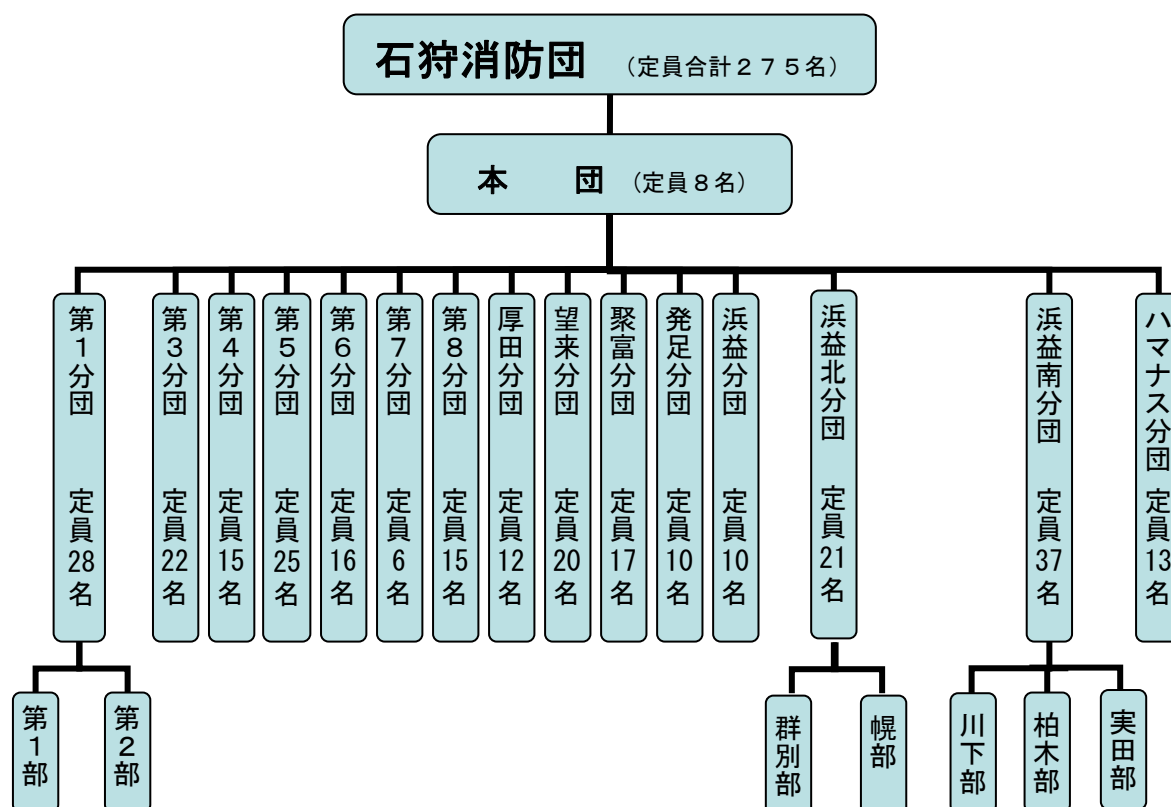 石狩消防団 （定員合計２７５名）
本　団 （定員８名）
第１分団 定員28名
第３分団 定員22名
第４分団 定員15名
第５分団 定員25名
第６分団 定員16名
第７分団 定員6名
第８分団 定員15名
厚田分団 定員12名
望来分団 定員20名
聚富分団 定員17名
発足分団 定員10名
浜益分団 定員10名
浜益北分団 定員21名
浜益南分団 定員37名
ハマナス分団 定員13名
第１部
第２部
群別部
幌部
川下部
柏木部
実田部